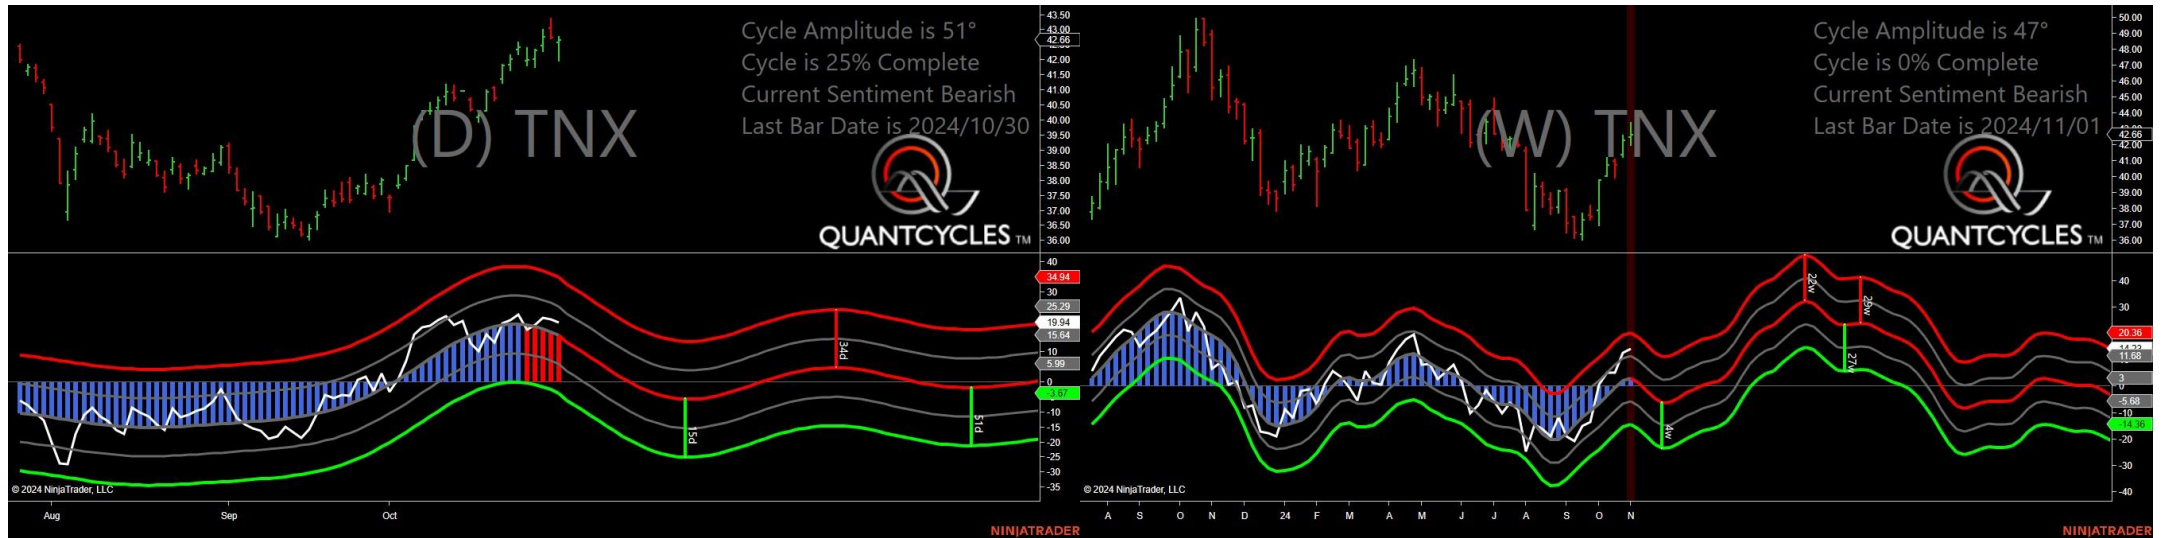 Cycle Amplitude is 51°
Cycle is 25% Complete
Current Sentiment Bearish
Last Bar Date is 2024/10/30
(D) TNX
QUANTCYCLES TM
43.50
43.00
42.66
42.00
41.50
41.00
40.50
40.00
39.50
39.00
38.50
38.00
37.50
37.00
36.50
36.00
40
34.94
30
25.29
19.94
15.64
10
5.99
0
-3.67
-10
-15
-20
-25
-30
-35
34d
15d
51d
© 2024 NinjaTrader, LLC
Aug
Sep
Oct
NINJATRADER
Cycle Amplitude is 47°
Cycle is 0% Complete
Current Sentiment Bearish
Last Bar Date is 2024/11/01
(W) TNX
QUANTCYCLES TM
50.00
49.00
48.00
47.00
46.00
45.00
44.00
42.66
42.00
41.00
40.00
39.00
38.00
37.00
36.00
40
30
20.36
11.68
3
0
-5.68
-10
-14.36
-20
-30
-40
22w
29w
27w
4w
© 2024 NinjaTrader, LLC
A S O N D 24 F M A M J J A S O N
NINJATRADER